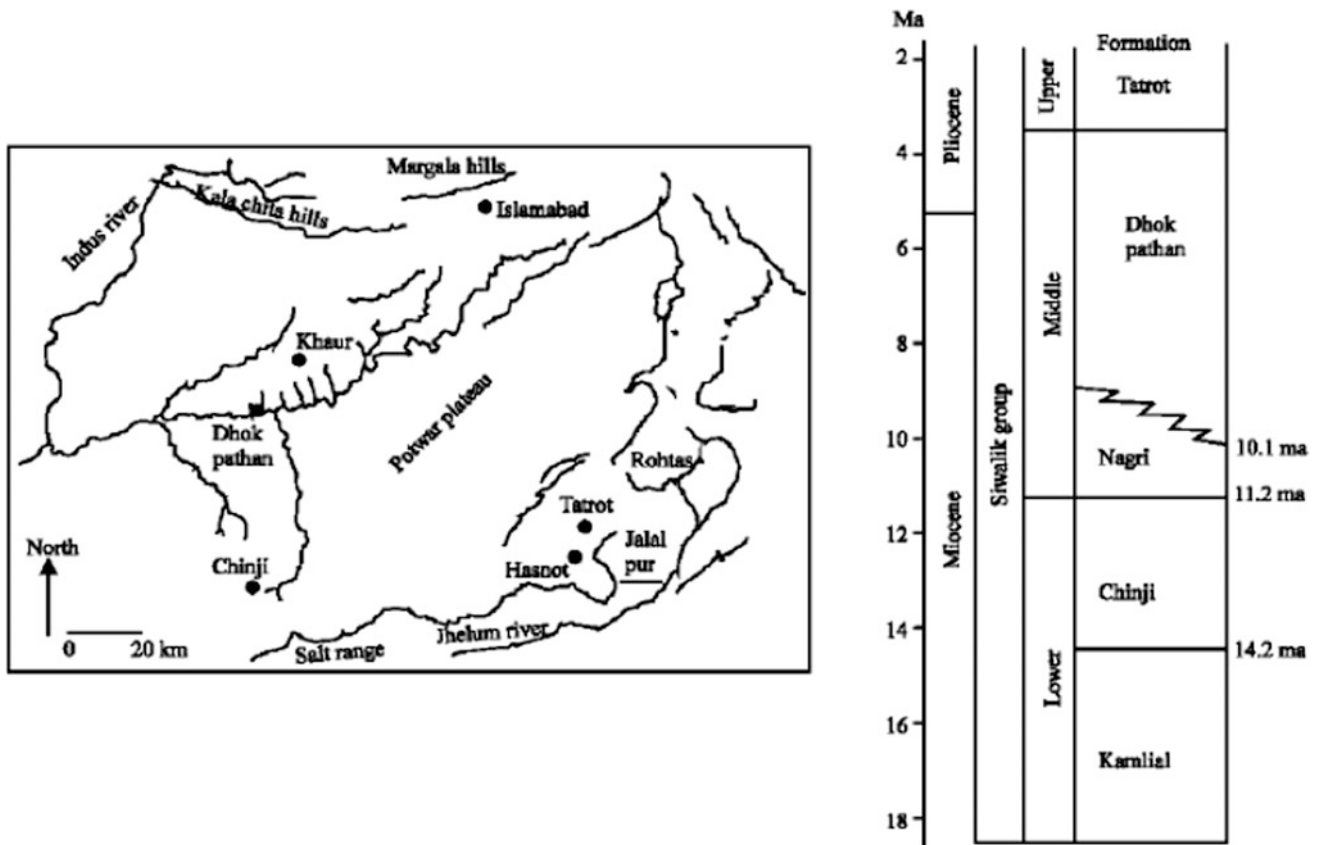 Margala hills
Islamabad
Kala chita hills
Indus river
Khaur
Dhok
pathan
Potwar plateau
Rohtas
Tatrot
Jalal
pur
Hasnot
North
Chinji
0 20 km
Salt range
Jhelum river
Ma
2
4
6
8
10
12
14
16
18
Pliocene
Miocene
Siwalik group
Upper
Middle
Lower
Formation
Tatrot
Dhok
pathan
Nagri
10.1 ma
11.2 ma
Chinji
14.2 ma
Kamlial